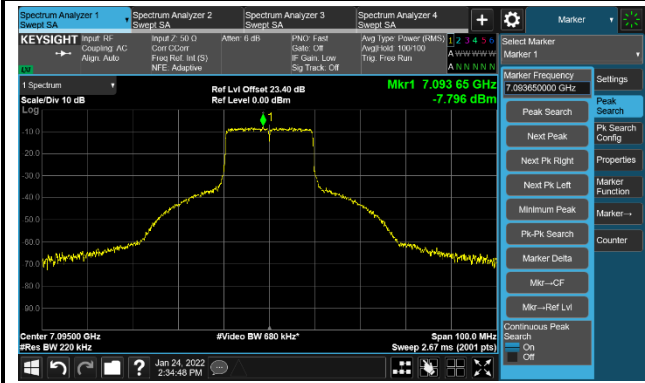 Spectrum Analyzer 1
Swept SA
Spectrum Analyzer 2
Swept SA
Spectrum Analyzer 3
Swept SA
Spectrum Analyzer 4
Swept SA
+
Marker
KEYSIGHT
Input: RF
Coupling: AC
Align: Auto
Input Z: 50 Ω
Corr CCorr
Freq Ref: Int (S)
NFE: Adaptive
Atten: 6 dB
PNO: Fast
Gate: Off
IF Gain: Low
Sig Track: Off
Avg Type: Power (RMS)
Avg|Hold: 100/100
Trig: Free Run
1 2 3 4 5 6
A W W W W W
A N N N N N
LV
1 Spectrum
Scale/Div 10 dB
Log
Ref Lvl Offset 23.40 dB
Ref Level 0.00 dBm
Mkr1 7.093 65 GHz
-7.796 dBm
1
-10.0
-20.0
-30.0
-40.0
-50.0
-60.0
-70.0
-80.0
-90.0
Center 7.09500 GHz
#Res BW 220 kHz
#Video BW 680 kHz*
Span 100.0 MHz
Sweep 2.67 ms (2001 pts)
Select Marker
Marker 1
Marker Frequency
7.093650000 GHz
Peak Search
Next Peak
Next Pk Right
Next Pk Left
Minimum Peak
Pk-Pk Search
Marker Delta
Mkr→CF
Mkr→Ref Lvl
Continuous Peak
Search
On
Off
Settings
Peak
Search
Pk Search
Config
Properties
Marker
Function
Marker→
Counter
?
Jan 24, 2022
2:34:48 PM